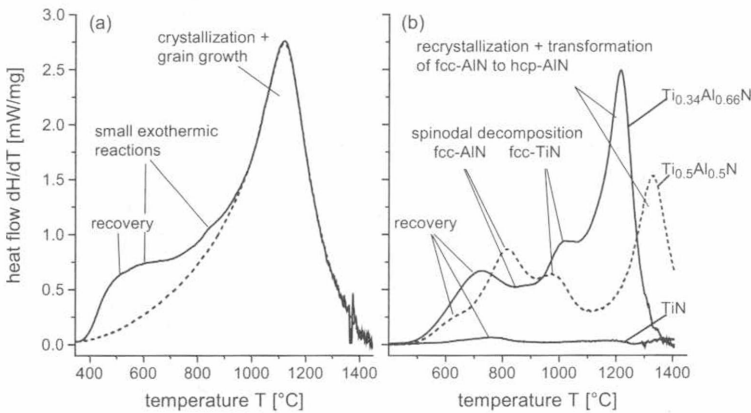 (a)
crystallization +
grain growth
small exothermic
reactions
recovery
heat flow dH/dT [mW/mg]
3.0
2.5
2.0
1.5
1.0
0.5
0.0
400 600 800 1000 1200 1400
temperature T [°C]
(b)
recrystallization + transformation
of fcc-AlN to hcp-AlN
Ti0.34Al0.66N
spinodal decomposition
fcc-AlN fcc-TiN
Ti0.5Al0.5N
recovery
TiN
600 800 1000 1200 1400
temperature T [°C]